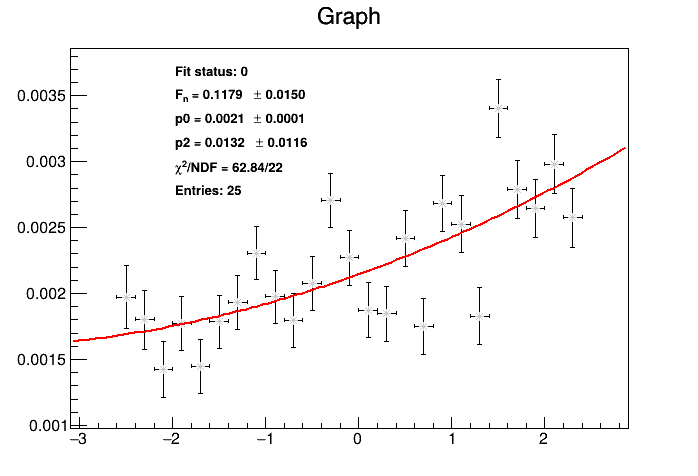 Graph
Fit status: 0
Fn = 0.1179 ± 0.0150
p0 = 0.0021 ± 0.0001
p2 = 0.0132 ± 0.0116
χ²/NDF = 62.84/22
Entries: 25
0.0035
0.003
0.0025
0.002
0.0015
0.001
−3 −2 −1 0 1 2